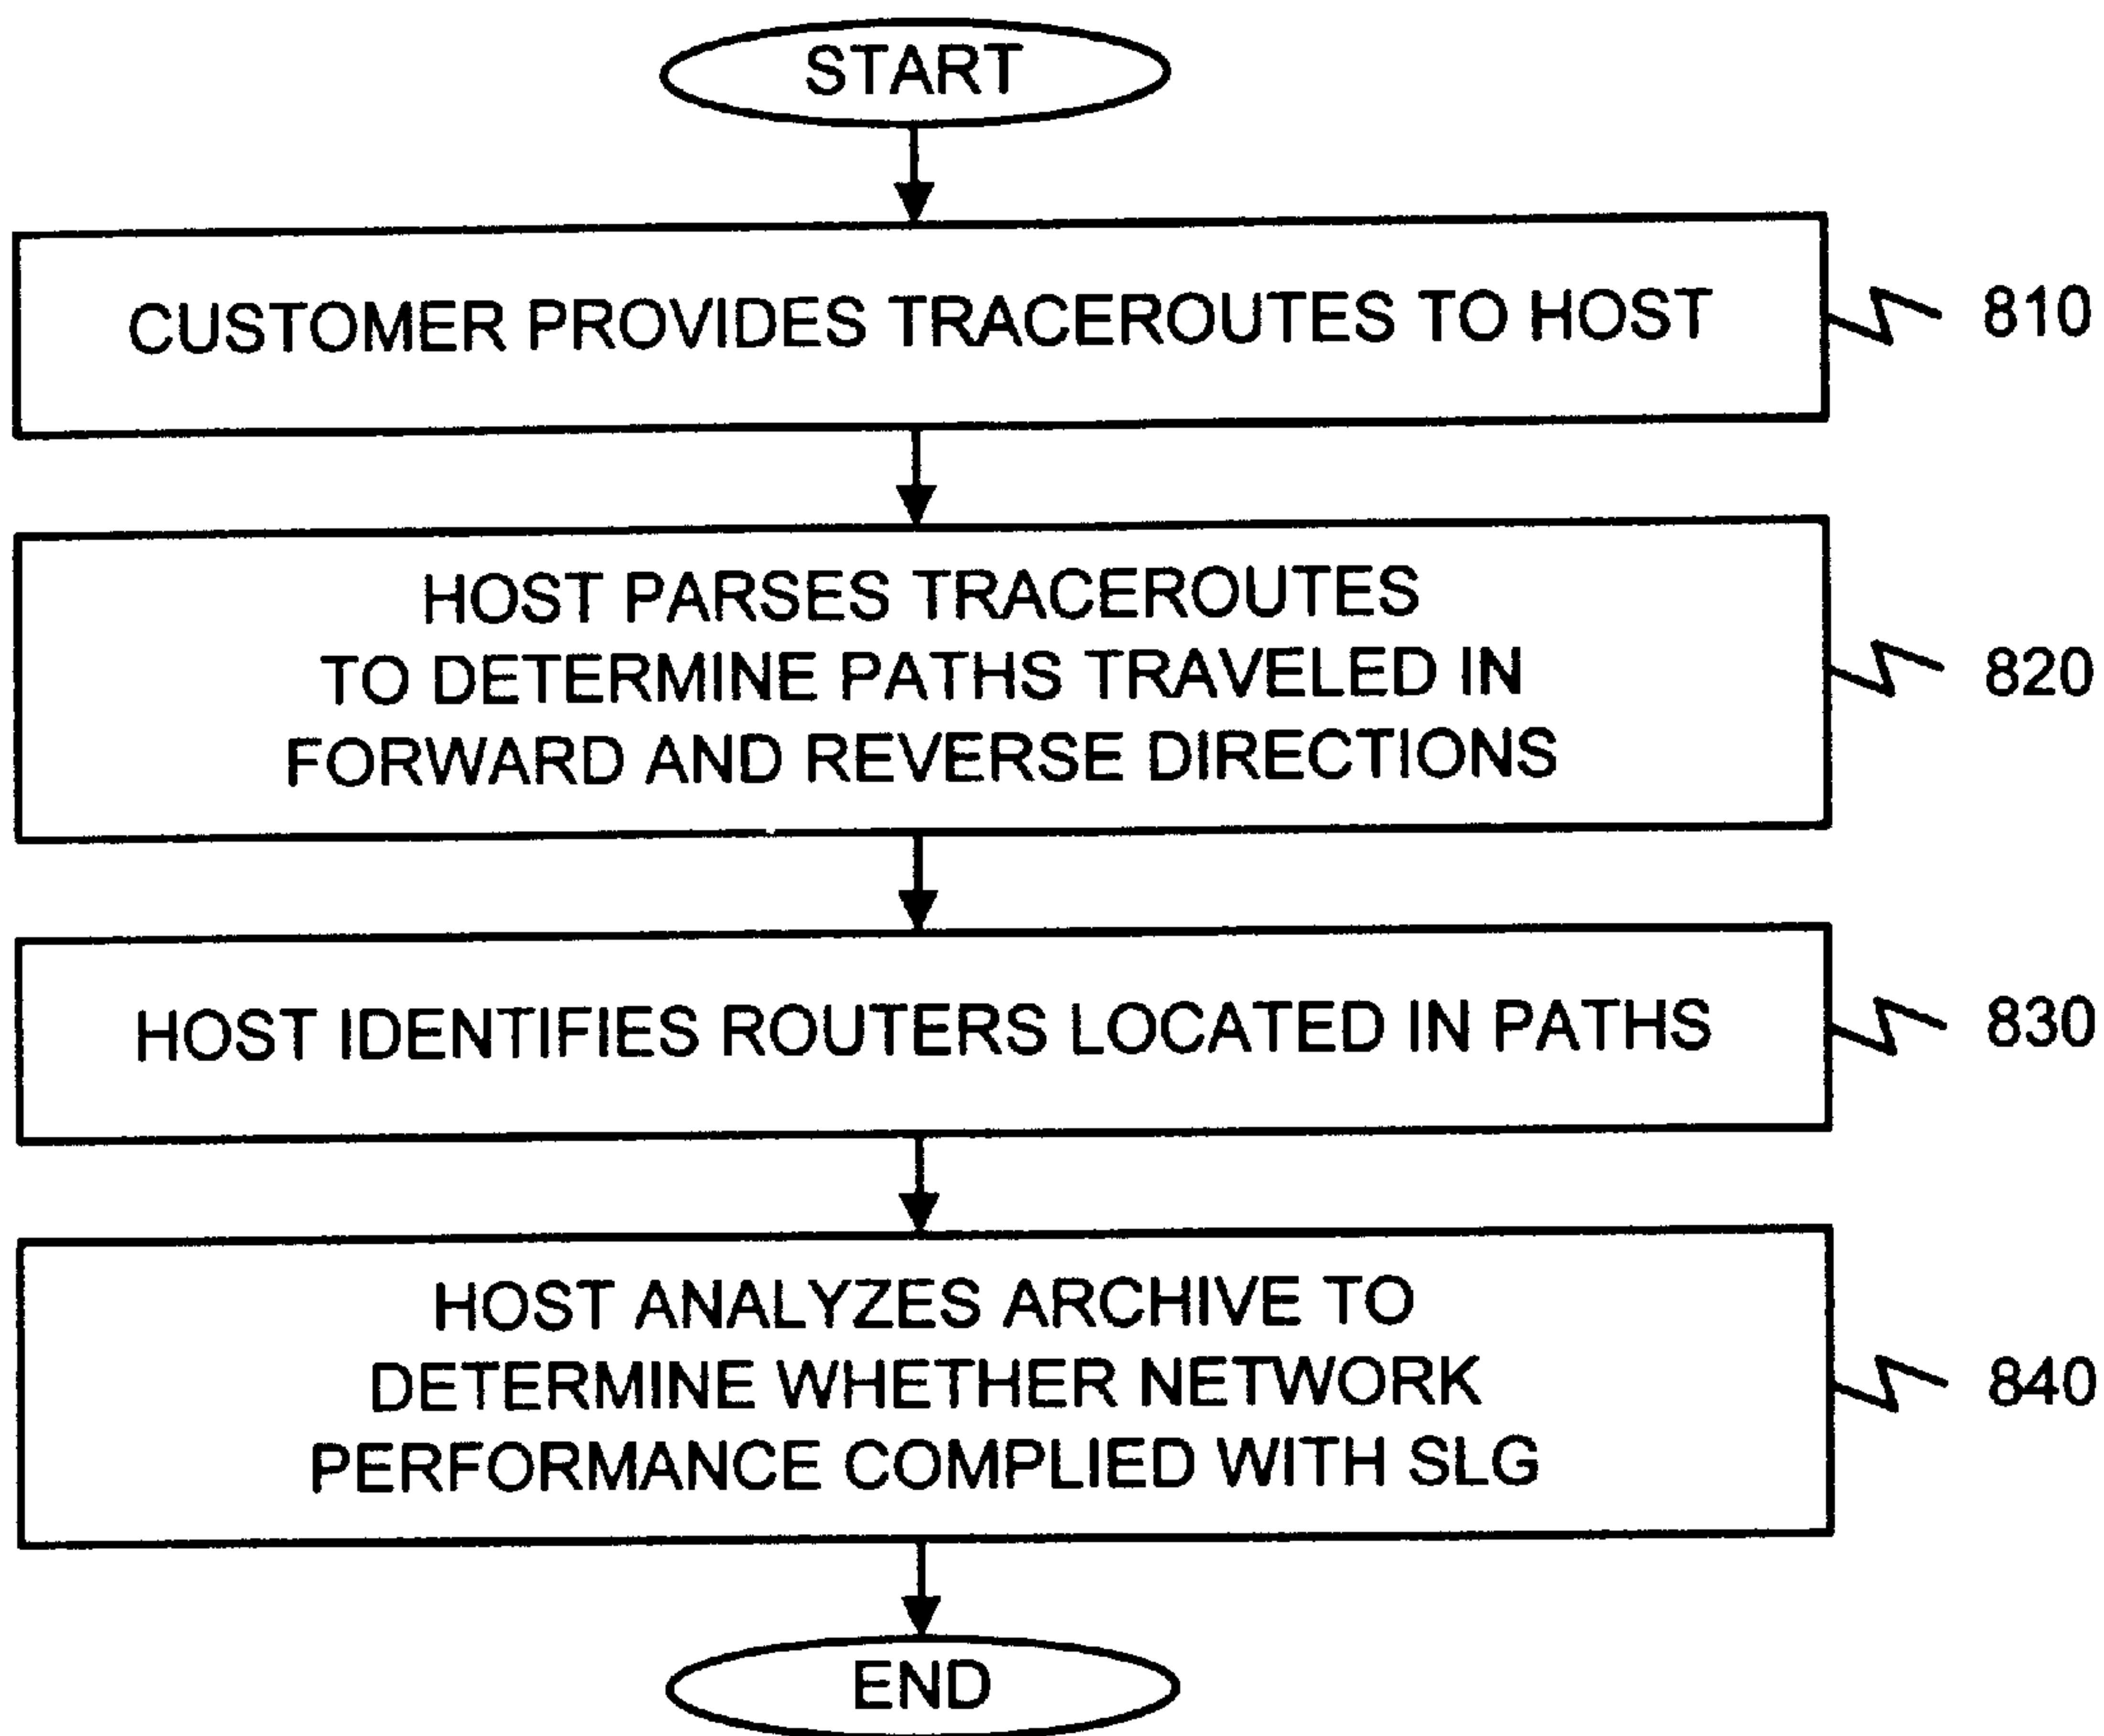 START
CUSTOMER PROVIDES TRACEROUTES TO HOST
810
HOST PARSES TRACEROUTES
TO DETERMINE PATHS TRAVELED IN
FORWARD AND REVERSE DIRECTIONS
820
HOST IDENTIFIES ROUTERS LOCATED IN PATHS
830
HOST ANALYZES ARCHIVE TO
DETERMINE WHETHER NETWORK
PERFORMANCE COMPLIED WITH SLG
840
END